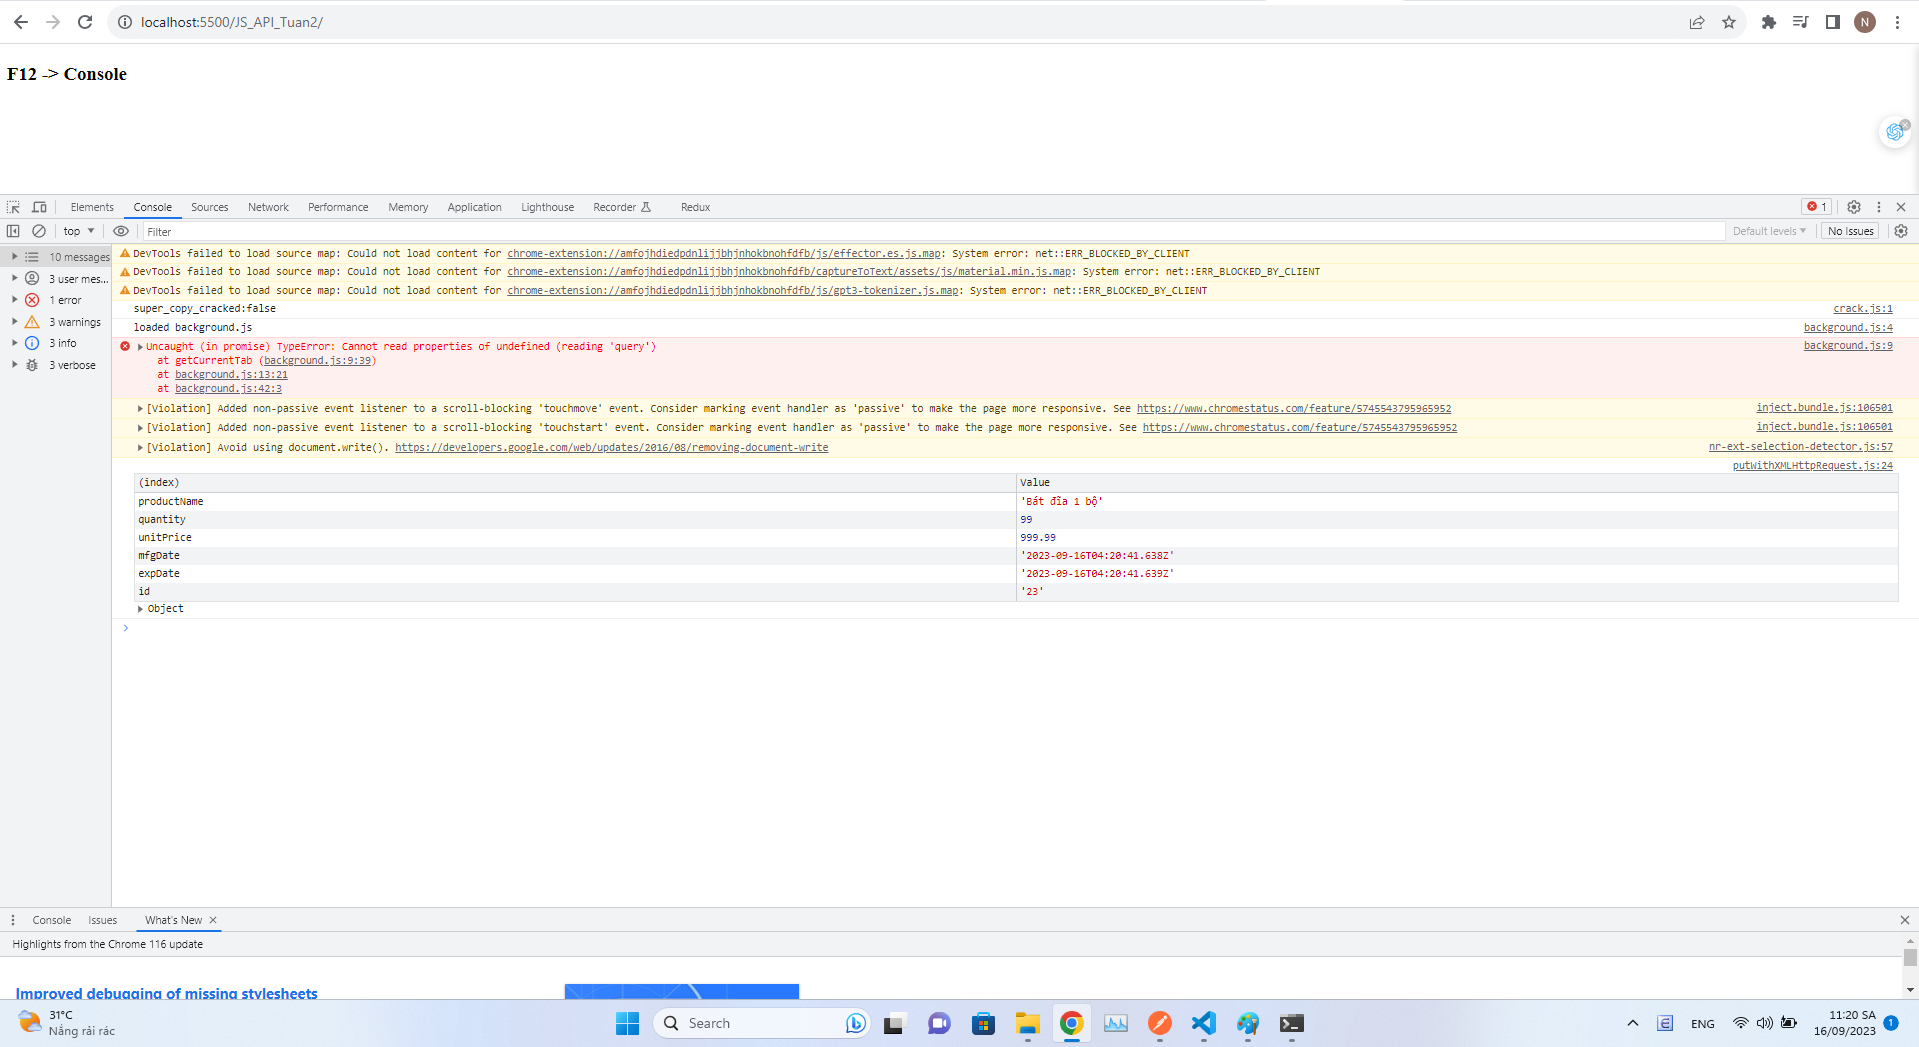 localhost:5500/JS_API_Tuan2/
N
F12 -> Console
Elements Console Sources Network Performance Memory Application Lighthouse Recorder Redux
1
top
Filter
Default levels
No Issues
10 messages
3 user mes...
1 error
3 warnings
3 info
3 verbose
DevTools failed to load source map: Could not load content for chrome-extension://amfojhdiedpdnlijjbhjnhokbnohfdfb/js/effector.es.js.map: System error: net::ERR_BLOCKED_BY_CLIENT
DevTools failed to load source map: Could not load content for chrome-extension://amfojhdiedpdnlijjbhjnhokbnohfdfb/captureToText/assets/js/material.min.js.map: System error: net::ERR_BLOCKED_BY_CLIENT
DevTools failed to load source map: Could not load content for chrome-extension://amfojhdiedpdnlijjbhjnhokbnohfdfb/js/gpt3-tokenizer.js.map: System error: net::ERR_BLOCKED_BY_CLIENT
super_copy_cracked:false crack.js:1
loaded background.js background.js:4
Uncaught (in promise) TypeError: Cannot read properties of undefined (reading 'query') background.js:9
at getCurrentTab (background.js:9:39)
at background.js:13:21
at background.js:42:3
[Violation] Added non-passive event listener to a scroll-blocking 'touchmove' event. Consider marking event handler as 'passive' to make the page more responsive. See https://www.chromestatus.com/feature/5745543795965952 inject.bundle.js:106501
[Violation] Added non-passive event listener to a scroll-blocking 'touchstart' event. Consider marking event handler as 'passive' to make the page more responsive. See https://www.chromestatus.com/feature/5745543795965952 inject.bundle.js:106501
[Violation] Avoid using document.write(). https://developers.google.com/web/updates/2016/08/removing-document-write nr-ext-selection-detector.js:57
putWithXMLHttpRequest.js:24
(index) Value
productName 'Bát đĩa 1 bộ'
quantity 99
unitPrice 999.99
mfgDate '2023-09-16T04:20:41.638Z'
expDate '2023-09-16T04:20:41.639Z'
id '23'
Object
Console Issues What's New
Highlights from the Chrome 116 update
Improved debugging of missing stylesheets
31°C
Nắng rải rác
Search
ENG
11:20 SA
16/09/2023
1